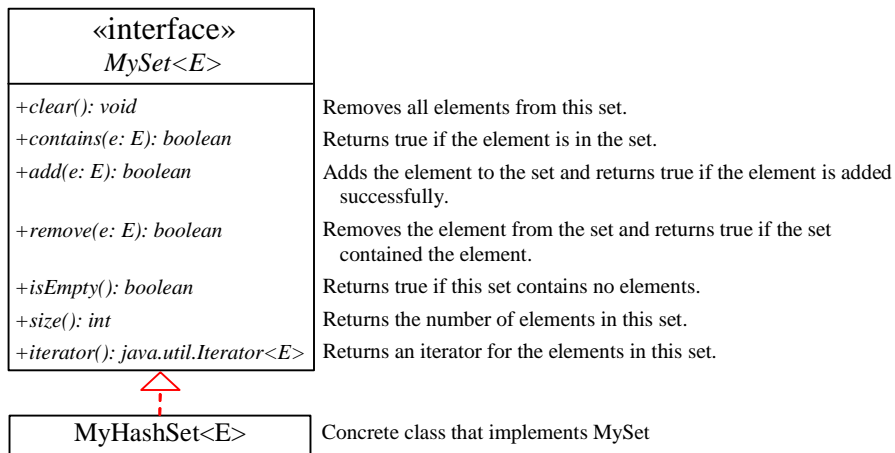 «interface»
MySet<E>
+clear(): void Removes all elements from this set.
+contains(e: E): boolean Returns true if the element is in the set.
+add(e: E): boolean Adds the element to the set and returns true if the element is added
successfully.
+remove(e: E): boolean Removes the element from the set and returns true if the set
contained the element.
+isEmpty(): boolean Returns true if this set contains no elements.
+size(): int Returns the number of elements in this set.
+iterator(): java.util.Iterator<E> Returns an iterator for the elements in this set.
MyHashSet<E> Concrete class that implements MySet